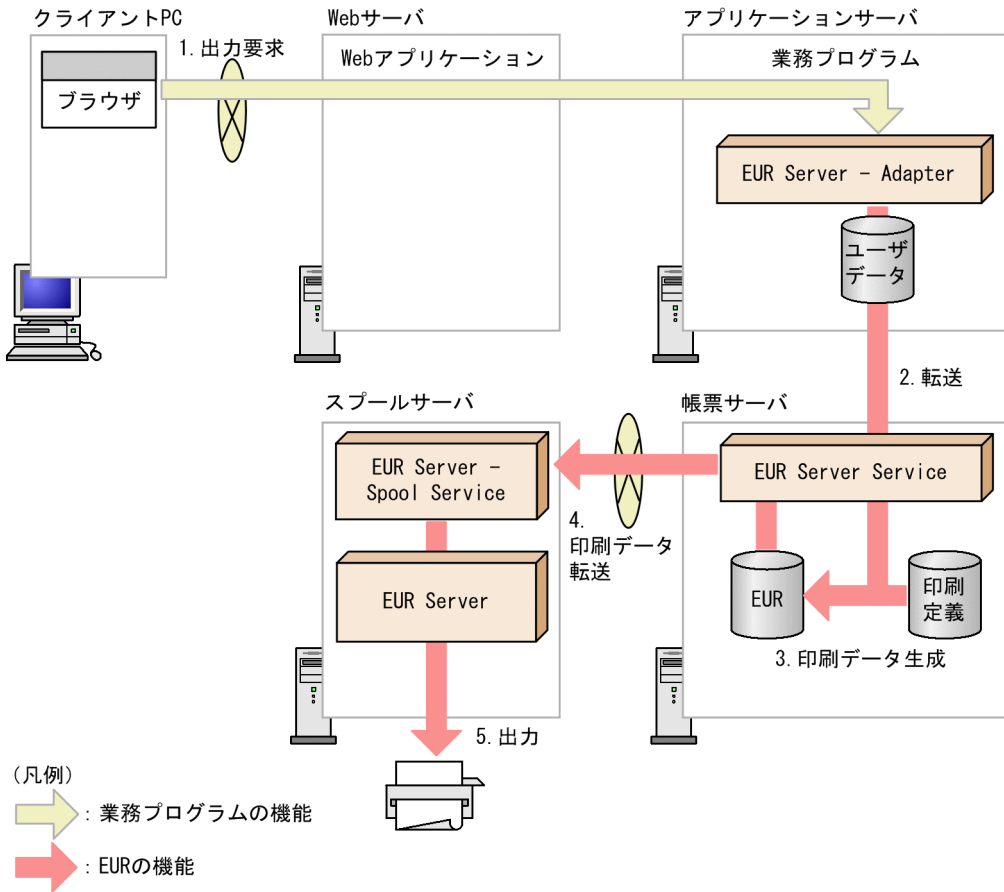 クライアントPC
Webサーバ
アプリケーションサーバ
1. 出力要求
Webアプリケーション
業務プログラム
ブラウザ
EUR Server - Adapter
ユーザ
データ
2. 転送
スプールサーバ
帳票サーバ
EUR Server -
Spool Service
EUR Server Service
4.
印刷データ
転送
EUR Server
EUR
印刷
定義
3. 印刷データ生成
5. 出力
(凡例)
: 業務プログラムの機能
: EURの機能